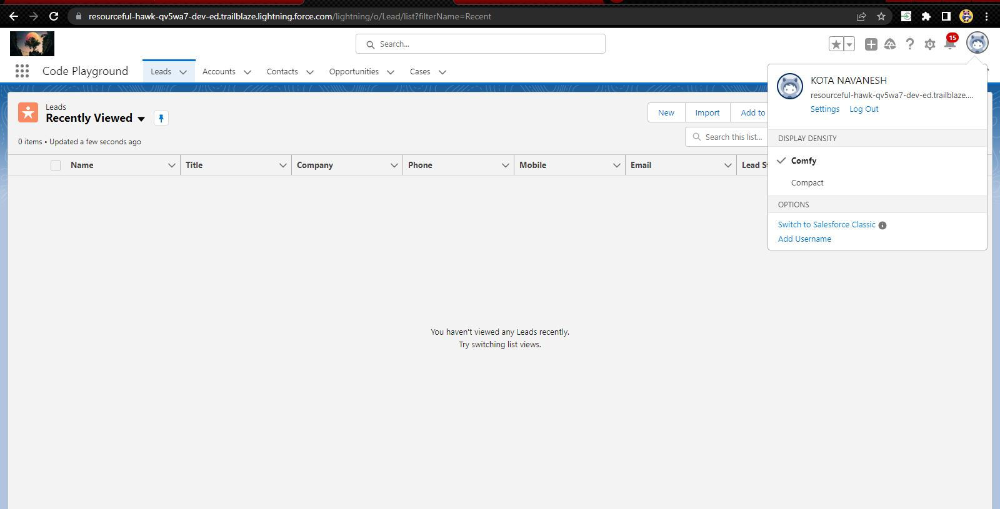 resourceful-hawk-qv5wa7-dev-ed.trailblaze.lightning.force.com/lightning/o/Lead/list?filterName=Recent
Search...
15
Code Playground
Leads
Accounts
Contacts
Opportunities
Cases
KOTA NAVANESH
resourceful-hawk-qv5wa7-dev-ed.trailblaze....
Settings Log Out
DISPLAY DENSITY
Comfy
Compact
OPTIONS
Switch to Salesforce Classic
Add Username
Leads
Recently Viewed
New
Import
Add to
0 items • Updated a few seconds ago
Search this list...
Name
Title
Company
Phone
Mobile
Email
Lead
You haven't viewed any Leads recently.
Try switching list views.